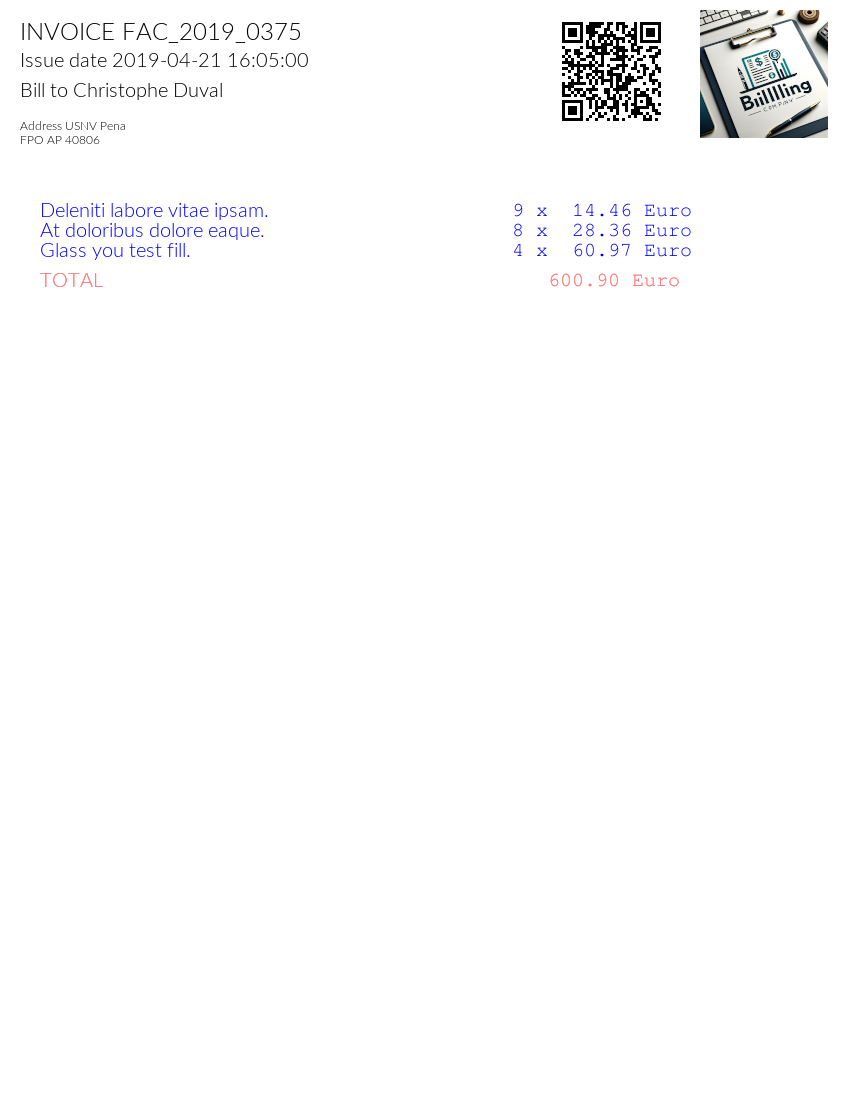 INVOICE FAC_2019_0375
Issue date 2019-04-21 16:05:00
Bill to Christophe Duval
Address USNV Pena
FPO AP 40806
Biillling
COMPANY
Deleniti labore vitae ipsam. 9 x 14.46 Euro
At doloribus dolore eaque. 8 x 28.36 Euro
Glass you test fill. 4 x 60.97 Euro
TOTAL 600.90 Euro